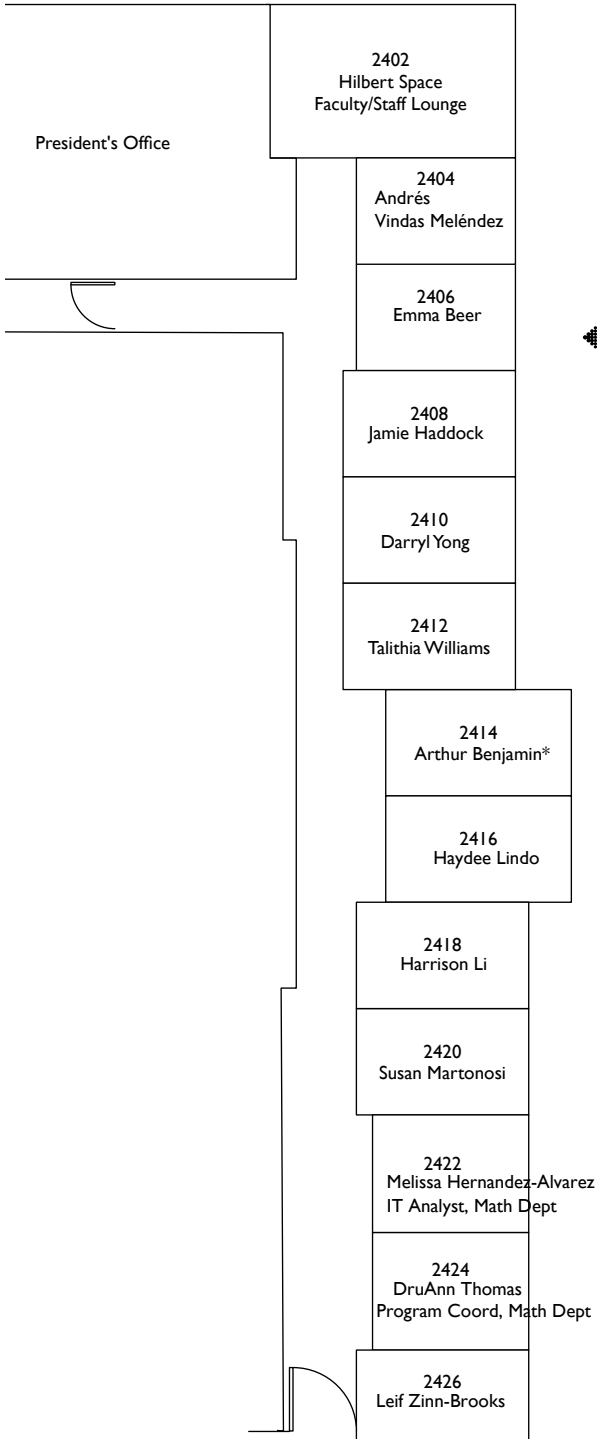 2402
Hilbert Space
Faculty/Staff Lounge
President's Office
2404
Andrés
Vindas Meléndez
2406
Emma Beer
2408
Jamie Haddock
2410
Darryl Yong
2412
Talithia Williams
2414
Arthur Benjamin*
2416
Haydee Lindo
2418
Harrison Li
2420
Susan Martonosi
2422
Melissa Hernandez-Alvarez
IT Analyst, Math Dept
2424
DruAnn Thomas
Program Coord, Math Dept
2426
Leif Zinn-Brooks